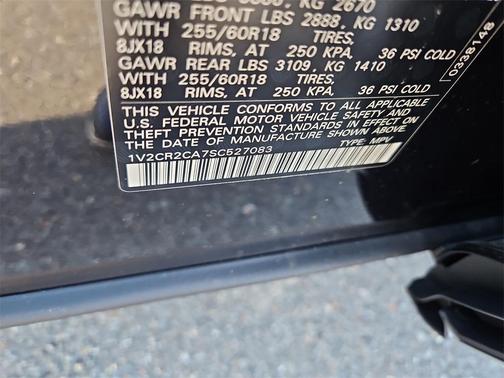 KG 2670
GAWR FRONT LBS 2888, KG 1310
WITH 255/60R18 TIRES,
8JX18 RIMS, AT 250 KPA, 36 PSI COLD
GAWR REAR LBS 3109, KG 1410
WITH 255/60R18 TIRES,
8JX18 RIMS, AT 250 KPA, 36 PSI COLD
THIS VEHICLE CONFORMS TO ALL APPLICABLE
U.S. FEDERAL MOTOR VEHICLE SAFETY AND
THEFT PREVENTION STANDARDS IN EFFECT ON
THE DATE OF MANUFACTURE SHOWN ABOVE.
1V2CR2CA7SC527083 TYPE: MPV
0338148